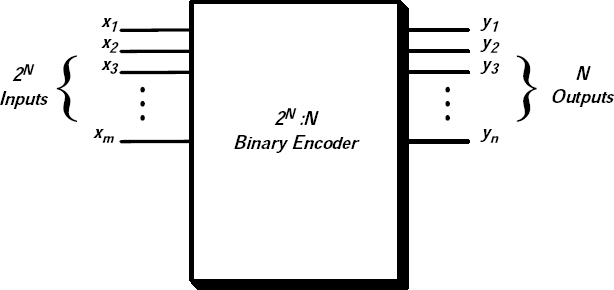 x₁
x₂
x₃
xₘ
2ᴺ
Inputs
2ᴺ :N
Binary Encoder
y₁
y₂
y₃
yₙ
N
Outputs